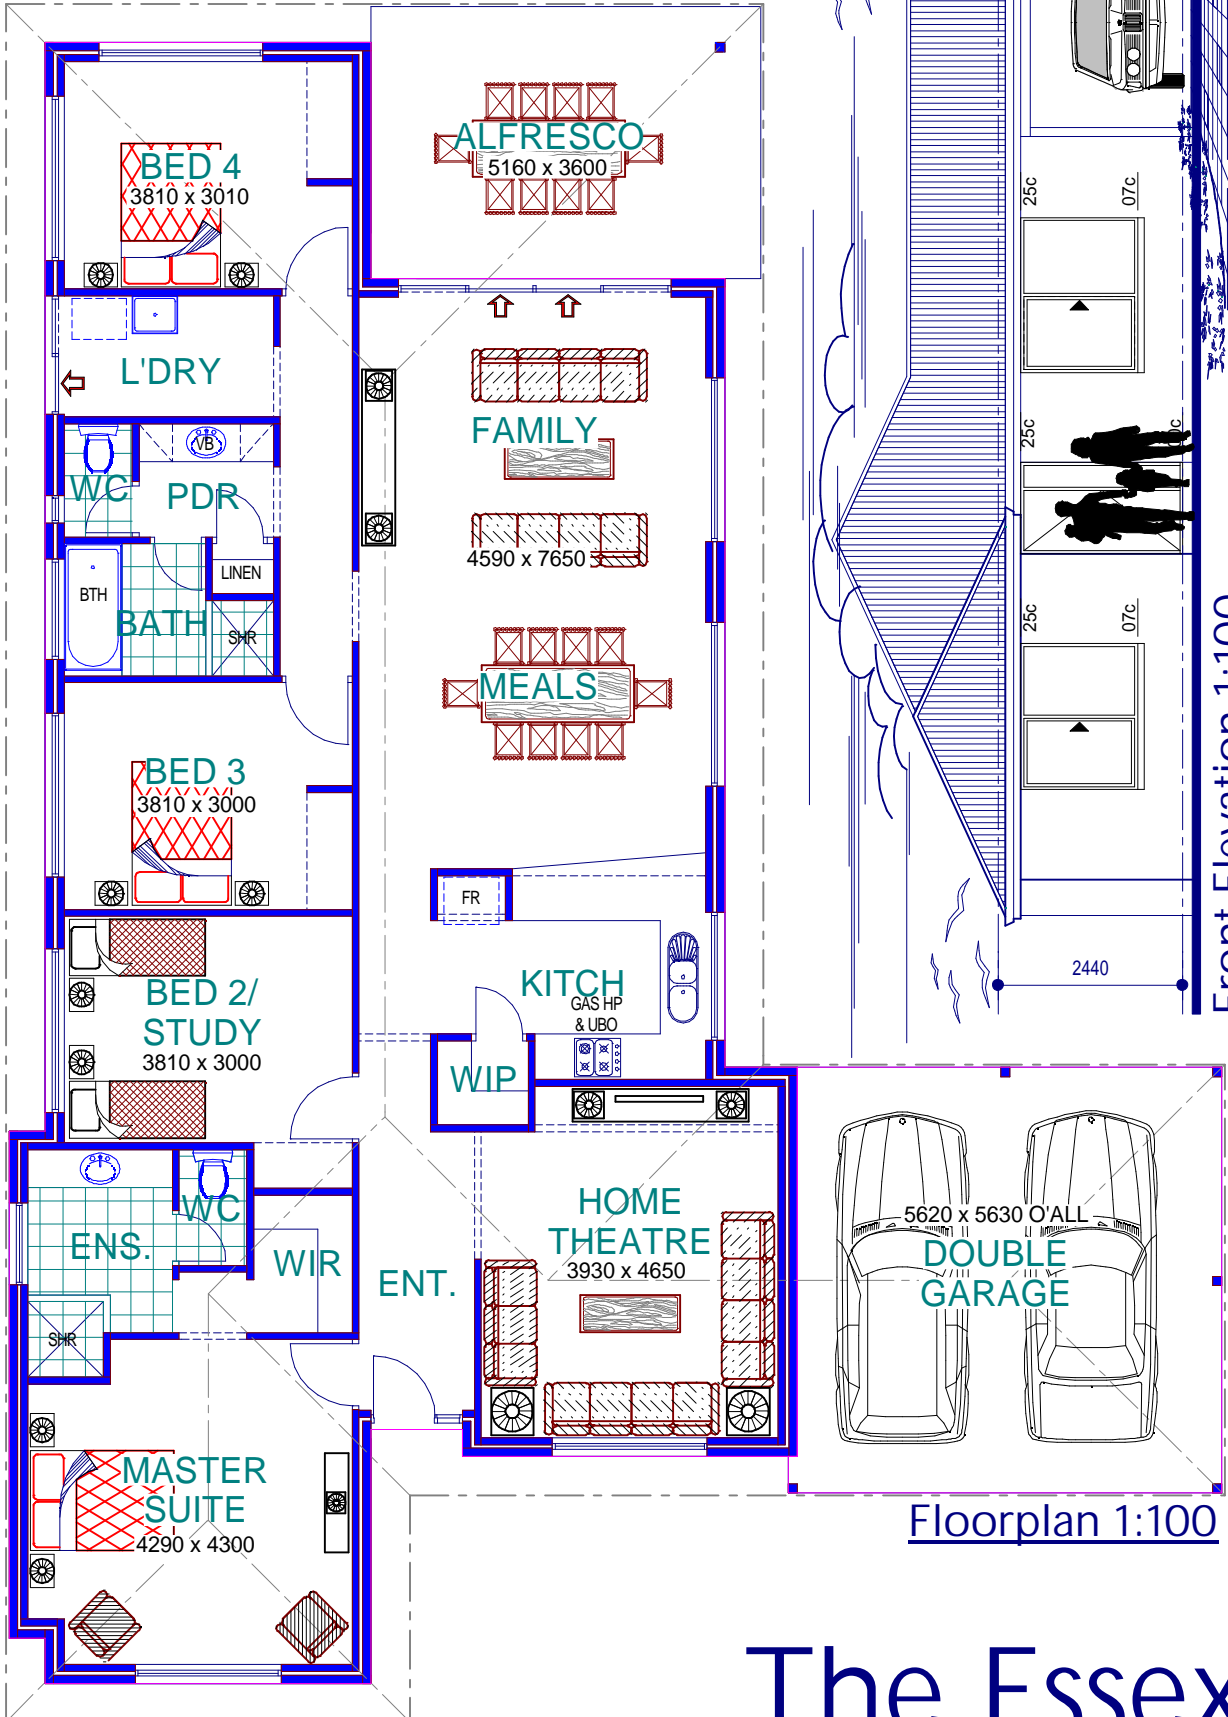 BED 4
3810 x 3010
ALFRESCO
5160 x 3600
L'DRY
FAMILY
4590 x 7650
WC
VB
PDR
LINEN
BTH
BATH
SHR
MEALS
BED 3
3810 x 3000
FR
KITCH
GAS HP
& UBO
BED 2/
STUDY
3810 x 3000
WIP
WC
ENS.
WIR
ENT.
SHR
HOME
THEATRE
3930 x 4650
5620 x 5630 O'ALL
DOUBLE
GARAGE
MASTER
SUITE
4290 x 4300
25c
07c
25c
25c
07c
2440
Front Elevation 1:100
Floorplan 1:100
The Essex